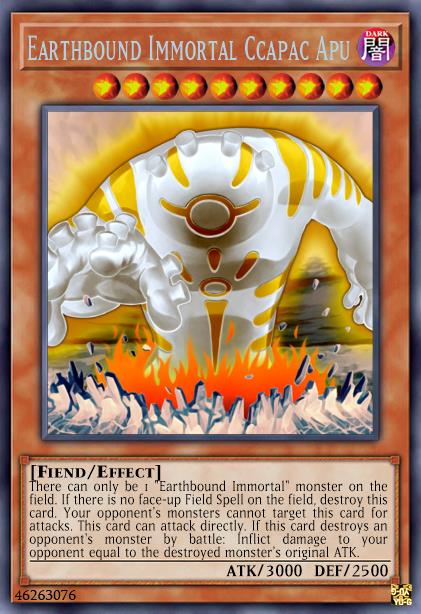 Earthbound Immortal Ccapac Apu
DARK
闇
[Fiend/Effect]
There can only be 1 "Earthbound Immortal" monster on the
field. If there is no face-up Field Spell on the field, destroy this
card. Your opponent's monsters cannot target this card for
attacks. This card can attack directly. If this card destroys an
opponent's monster by battle: Inflict damage to your
opponent equal to the destroyed monster's original ATK.
ATK/3000 DEF/2500
46263076